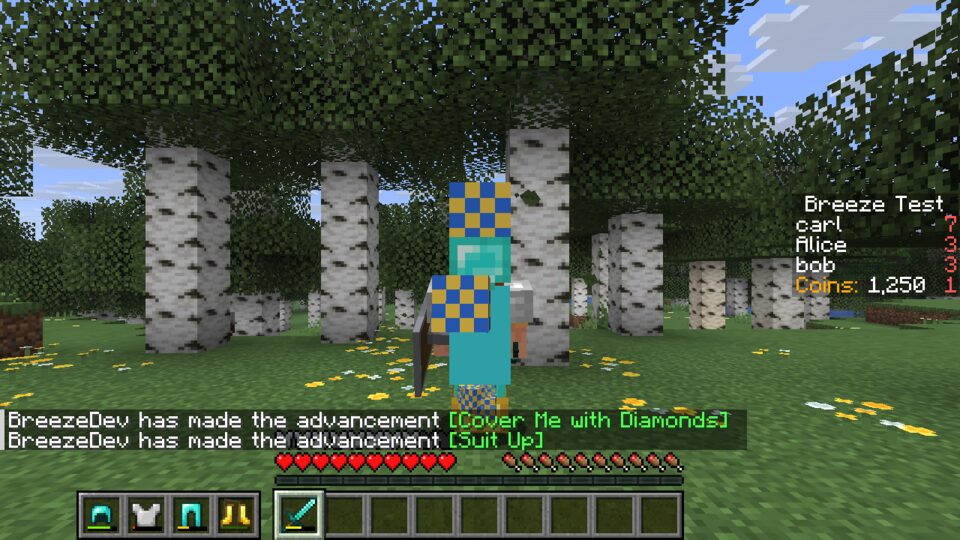 Breeze Test
carl 7
Alice 3
bob 3
Coins: 1,250 1
BreezeDev has made the advancement [Cover Me with Diamonds]
BreezeDev has made the advancement [Suit Up]